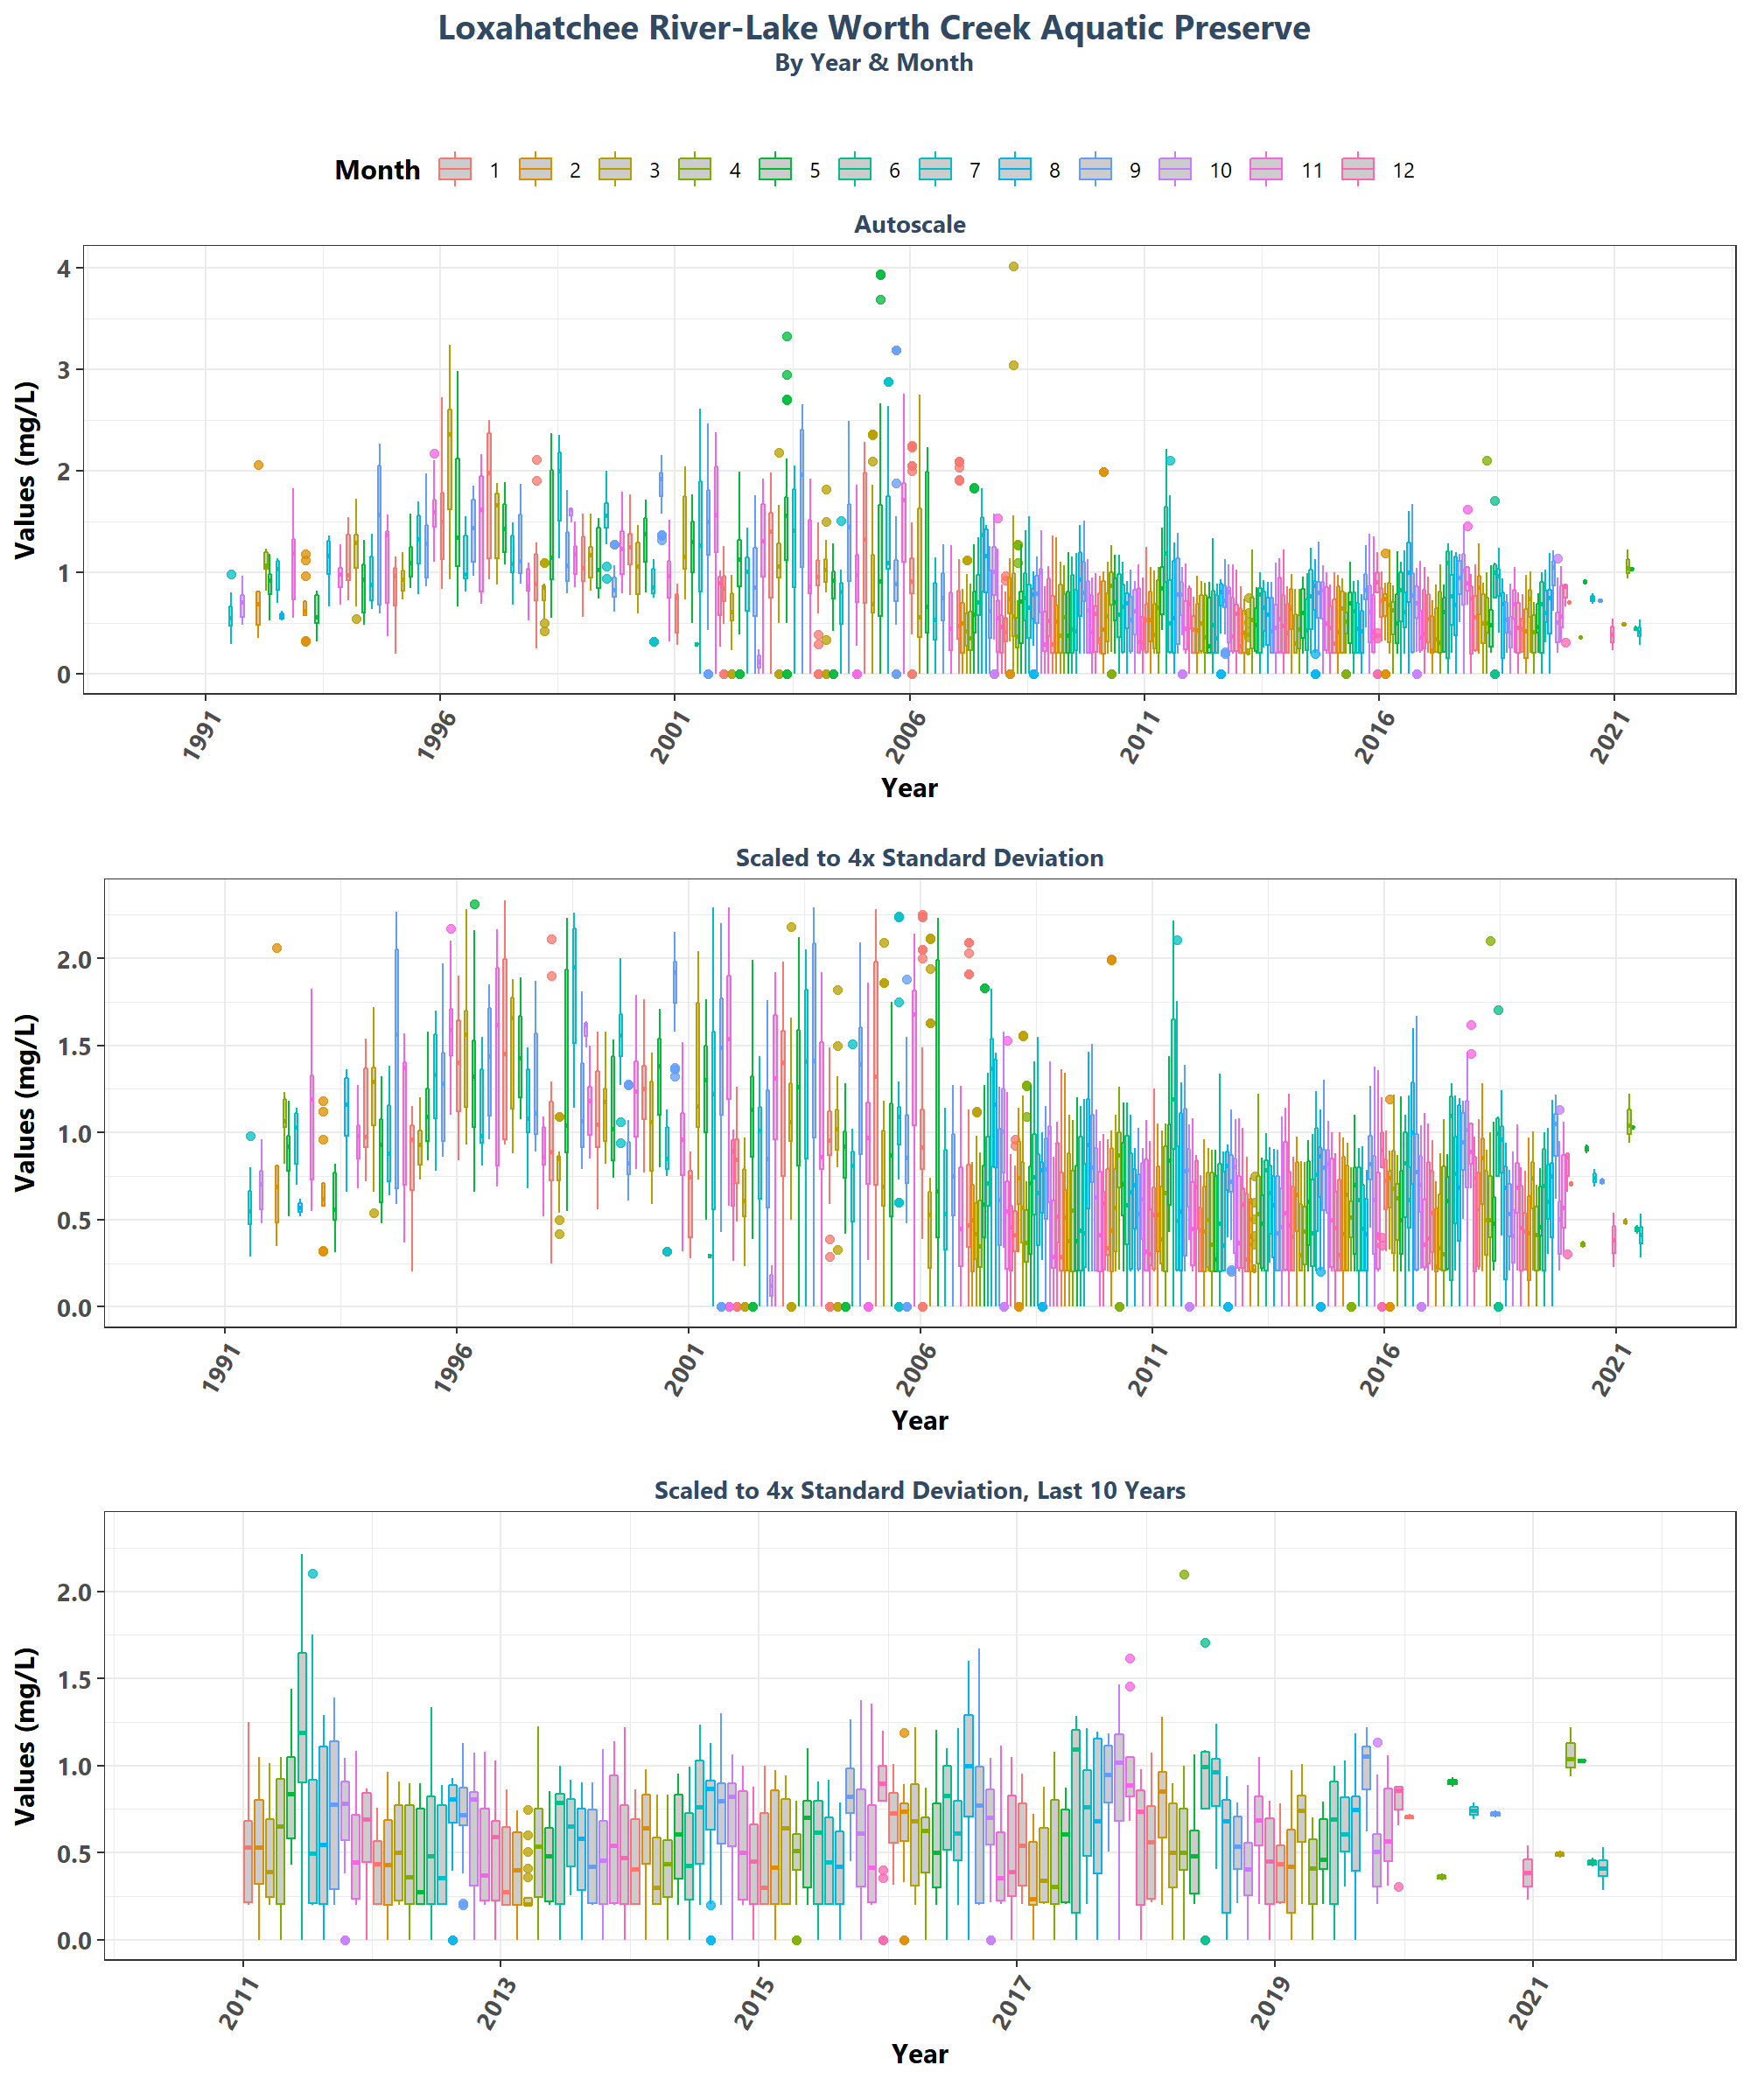 Loxahatchee River-Lake Worth Creek Aquatic Preserve
By Year & Month
Month 1 2 3 4 5 6 7 8 9 10 11 12
Autoscale
Values (mg/L)
4
3
2
1
0
1991 1996 2001 2006 2011 2016 2021
Year
Scaled to 4x Standard Deviation
Values (mg/L)
2.0
1.5
1.0
0.5
0.0
1991 1996 2001 2006 2011 2016 2021
Year
Scaled to 4x Standard Deviation, Last 10 Years
Values (mg/L)
2.0
1.5
1.0
0.5
0.0
2011 2013 2015 2017 2019 2021
Year